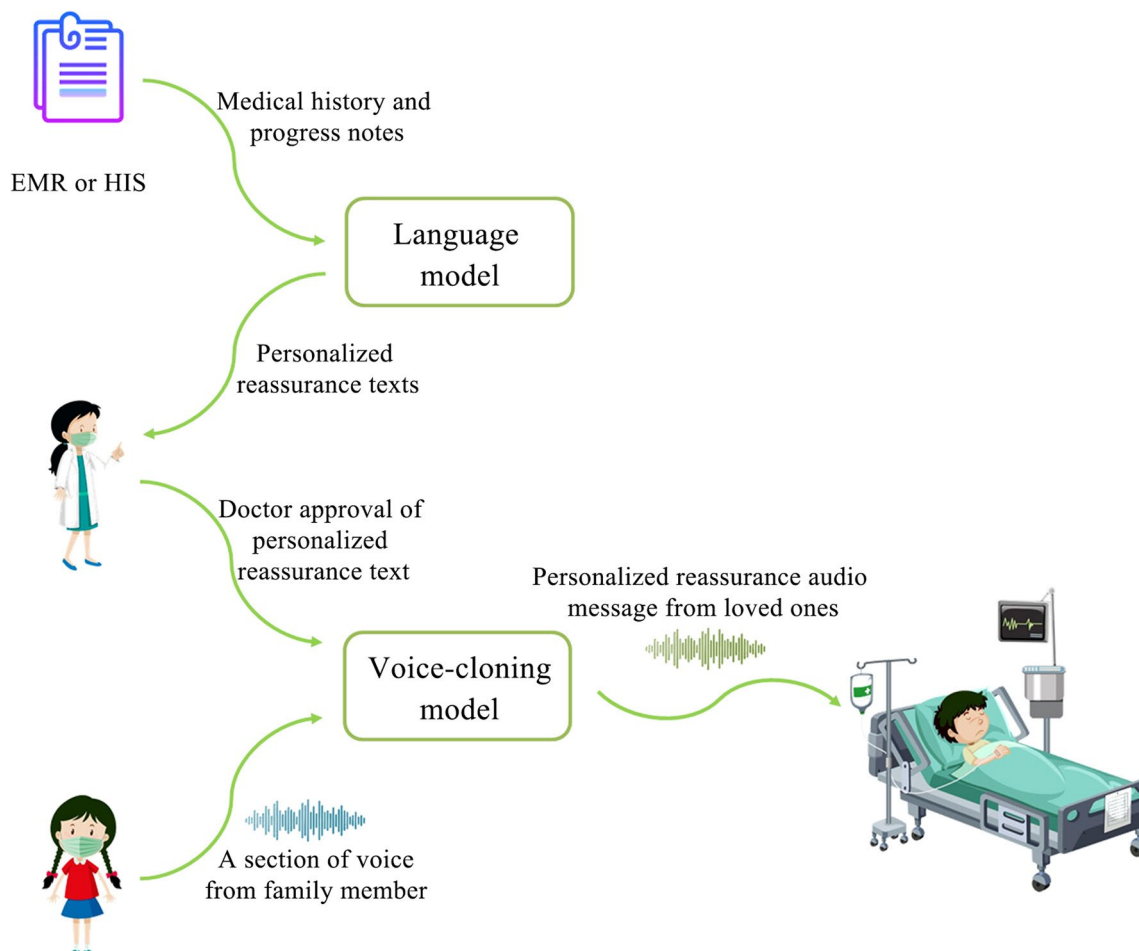 Medical history and
progress notes
EMR or HIS
Language
model
Personalized
reassurance texts
Doctor approval of
personalized
reassurance text
Personalized reassurance audio
message from loved ones
Voice-cloning
model
A section of voice
from family member